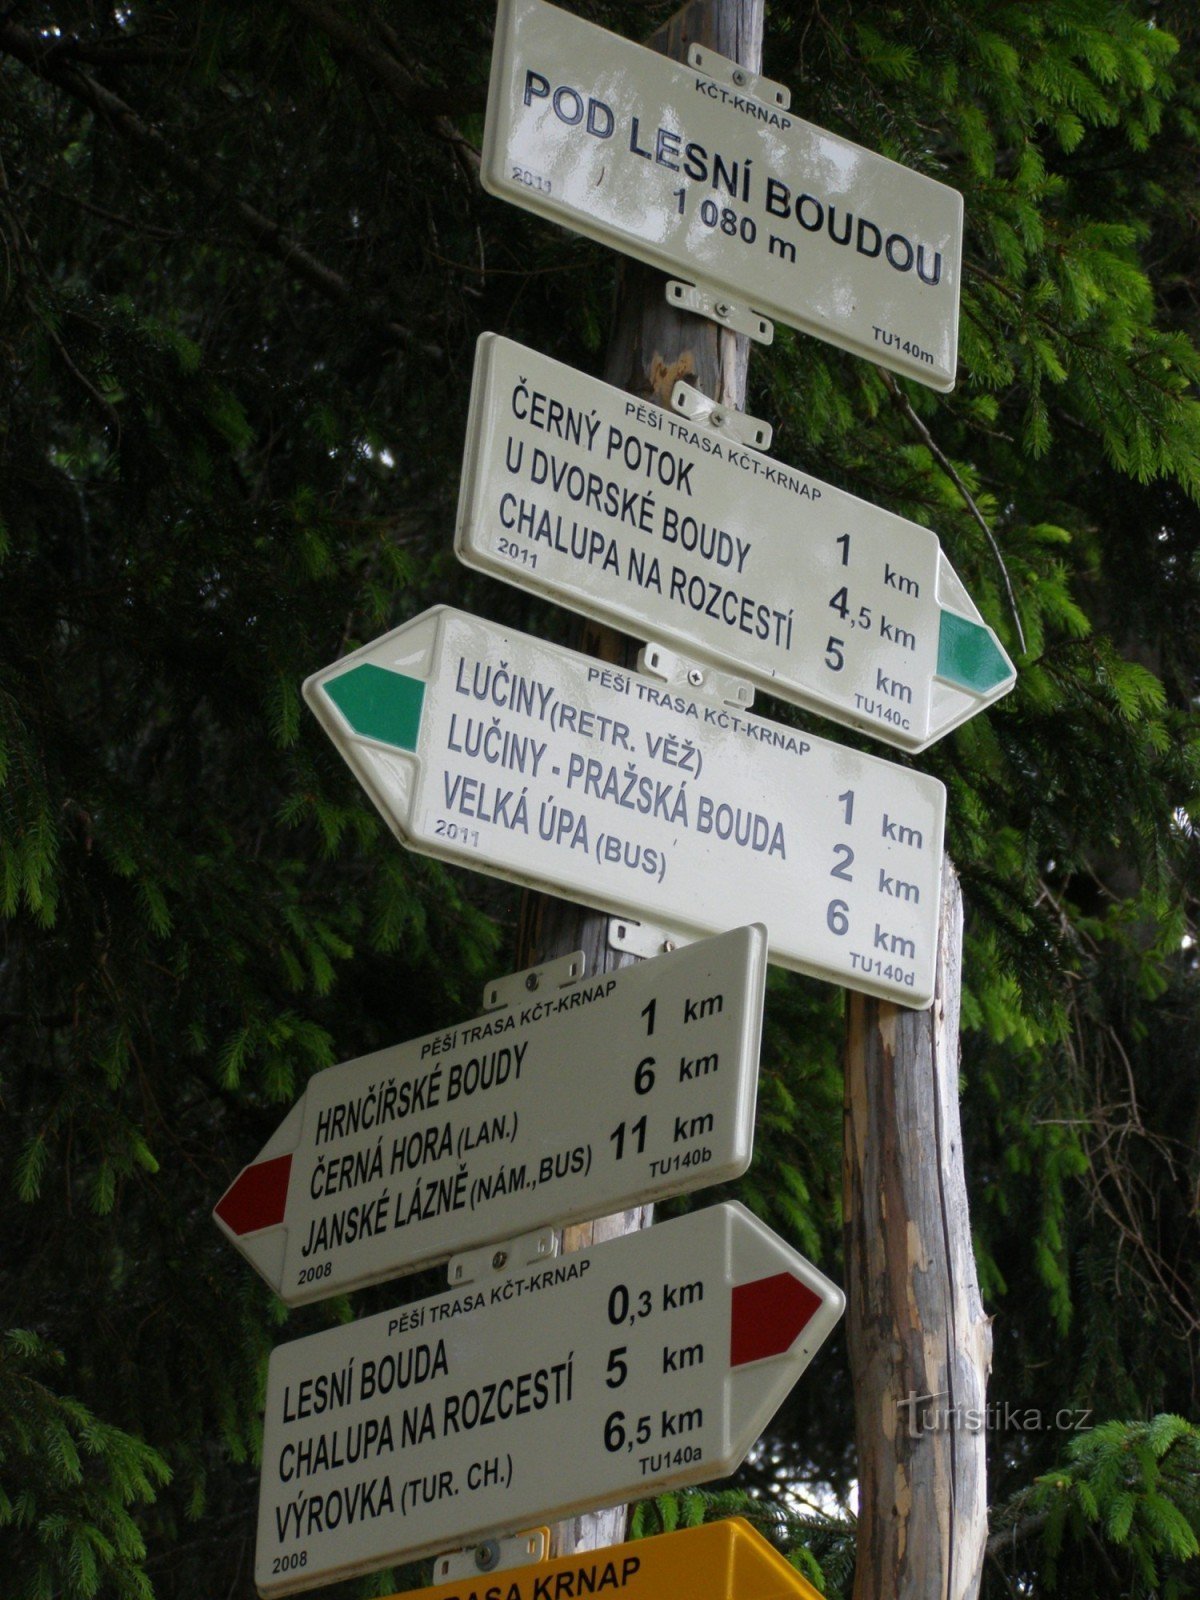 KČT-KRNAP
POD LESNÍ BOUDOU
1 080 m
2011
TU140m
PĚŠÍ TRASA KČT-KRNAP
ČERNÝ POTOK 1 km
U DVORSKÉ BOUDY 4,5 km
CHALUPA NA ROZCESTÍ 5 km
2011
TU140c
PĚŠÍ TRASA KČT-KRNAP
LUČINY(RETR. VĚŽ) 1 km
LUČINY - PRAŽSKÁ BOUDA 2 km
VELKÁ ÚPA (BUS) 6 km
2011
TU140d
PĚŠÍ TRASA KČT-KRNAP
HRNČÍŘSKÉ BOUDY 1 km
ČERNÁ HORA(LAN.) 6 km
JANSKÉ LÁZNĚ(NÁM.,BUS) 11 km
2008
TU140b
PĚŠÍ TRASA KČT-KRNAP
LESNÍ BOUDA 0,3 km
CHALUPA NA ROZCESTÍ 5 km
VÝROVKA (TUR. CH.) 6,5 km
2008
TU140a
TRASA KRNAP
Turistika.cz